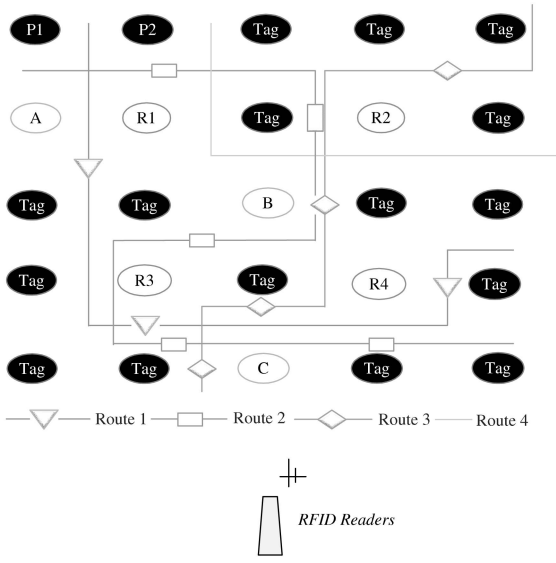 P1 P2 Tag Tag Tag
A R1 Tag R2 Tag
Tag Tag B Tag Tag
Tag R3 Tag R4 Tag
Tag Tag C Tag Tag
Route 1 Route 2 Route 3 Route 4
RFID Readers